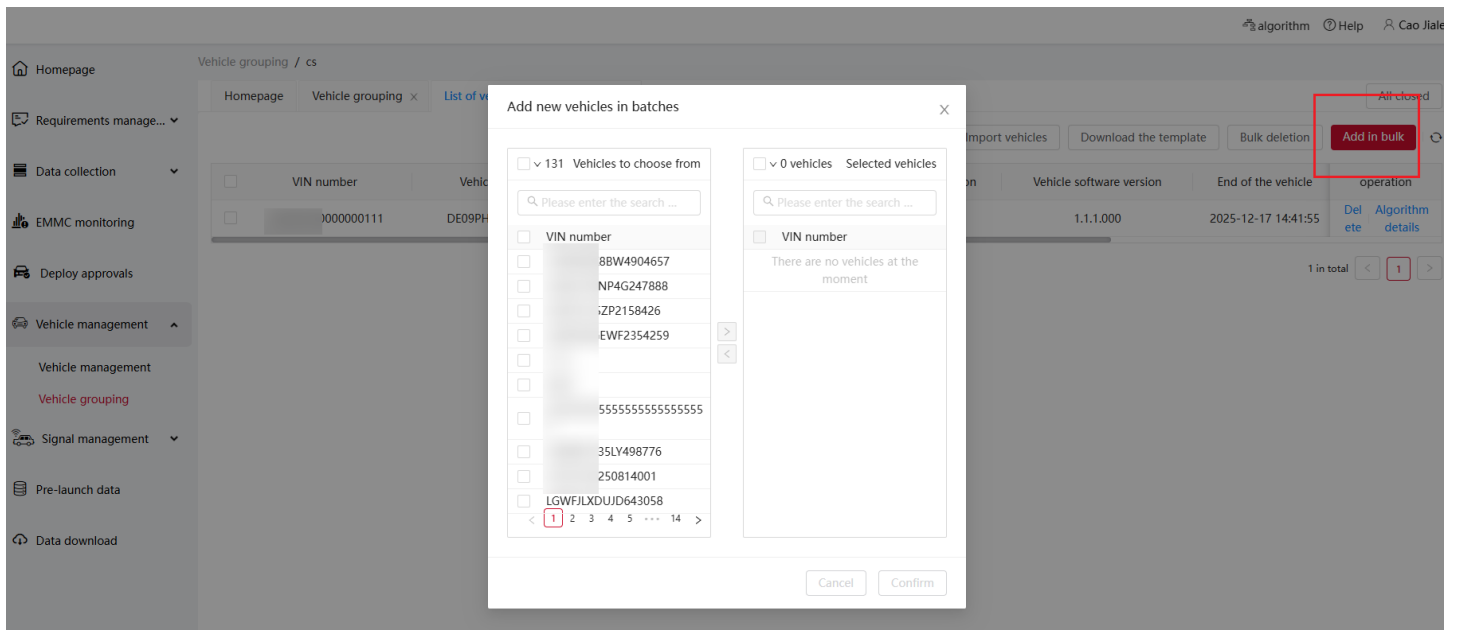 algorithm Help Cao Jiale
Homepage
Vehicle grouping / cs
Homepage Vehicle grouping × List of ve
All closed
Requirements manage...
Import vehicles Download the template Bulk deletion Add in bulk
Data collection
VIN number Vehic on Vehicle software version End of the vehicle operation
0000000111 DE09PH 1.1.1.000 2025-12-17 14:41:55 Del Algorithm
ete details
EMMC monitoring
1 in total < 1 >
Deploy approvals
Vehicle management
Vehicle management
Vehicle grouping
Signal management
Pre-launch data
Data download
Add new vehicles in batches X
131 Vehicles to choose from
Please enter the search ...
VIN number
8BW4904657
NP4G247888
ZP2158426
EWF2354259
5555555555555555
35LY498776
250814001
LGWFJLXDUJD643058
< 1 2 3 4 5 ··· 14 >
>
<
0 vehicles Selected vehicles
Please enter the search ...
VIN number
There are no vehicles at the
moment
Cancel Confirm